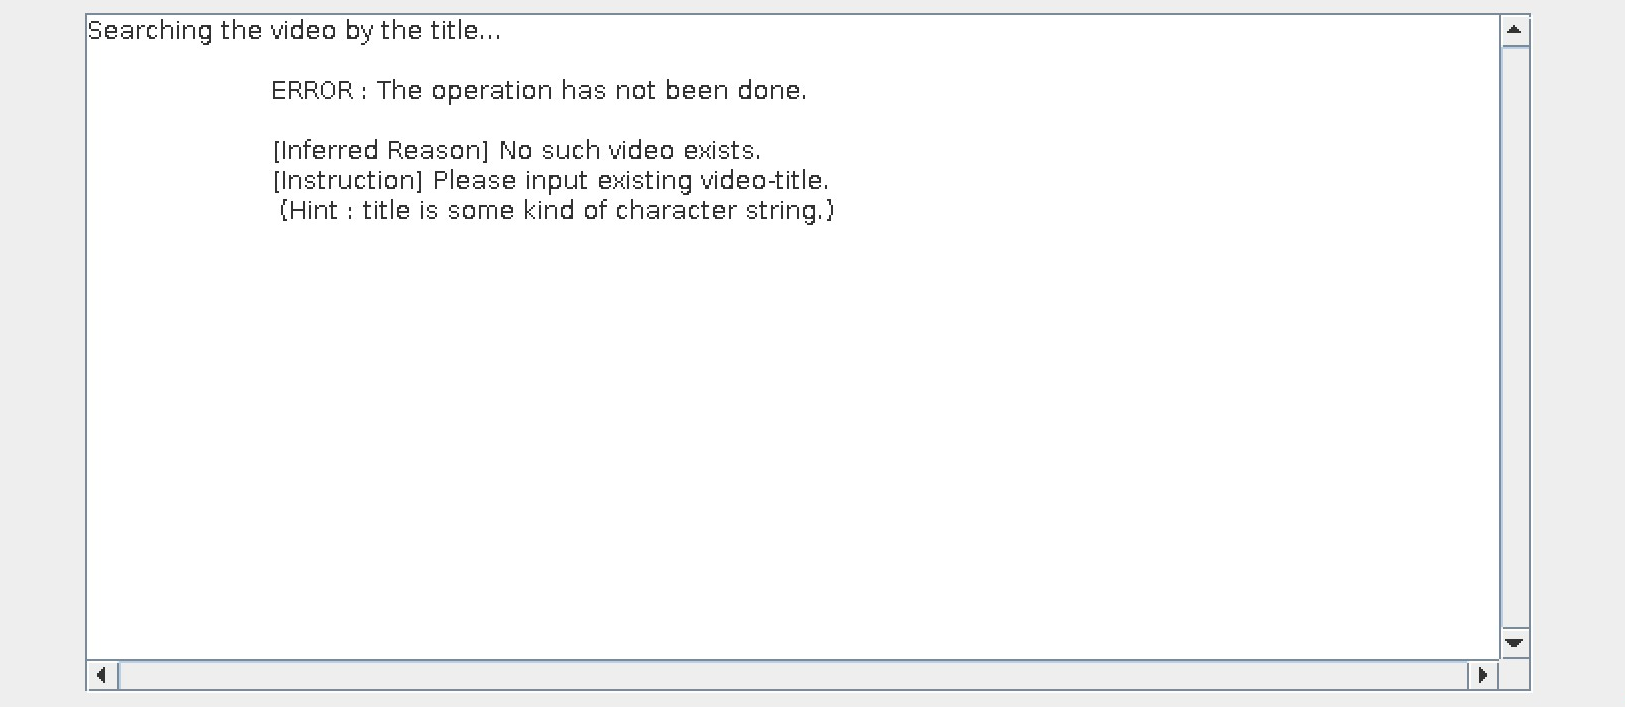 Searching the video by the title...
ERROR : The operation has not been done.
[Inferred Reason] No such video exists.
[Instruction] Please input existing video-title.
(Hint : title is some kind of character string.)